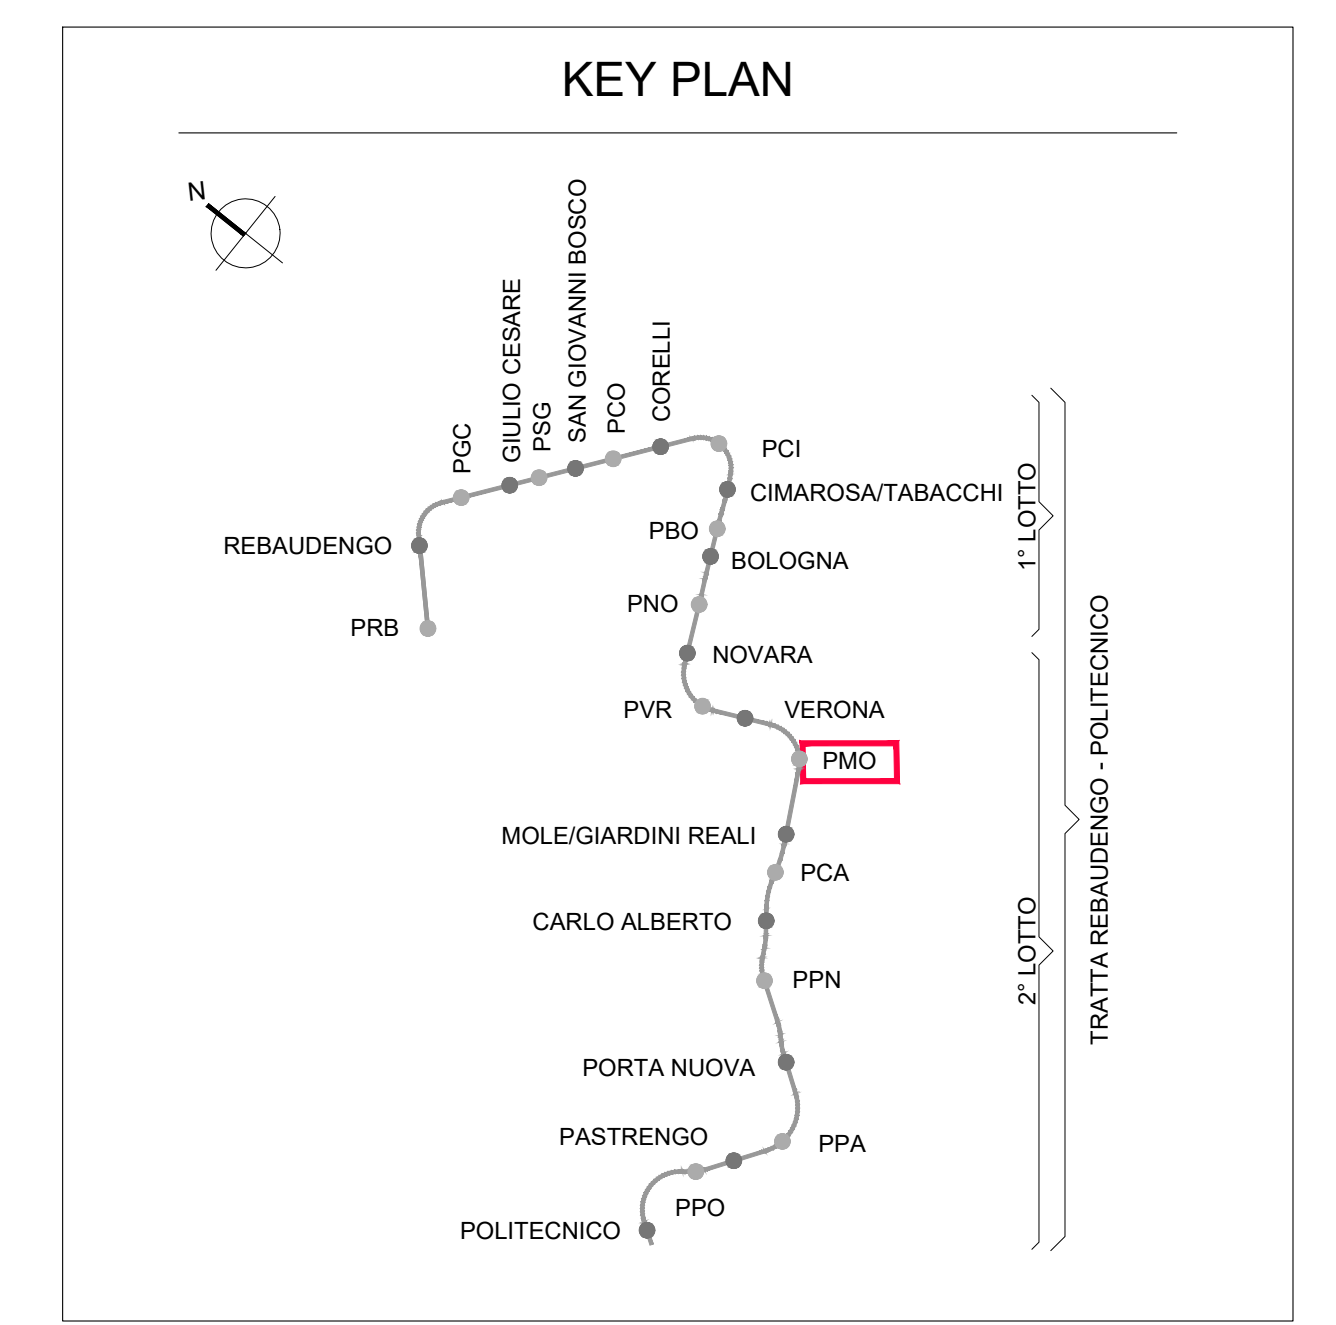 KEY PLAN
N
PGC
GIULIO CESARE
PSG
SAN GIOVANNI BOSCO
PCO
CORELLI
PCI
CIMAROSA/TABACCHI
PBO
REBAUDENGO
BOLOGNA
PNO
PRB
NOVARA
PVR
VERONA
PMO
MOLE/GIARDINI REALI
PCA
CARLO ALBERTO
PPN
PORTA NUOVA
PASTRENGO
PPA
PPO
POLITECNICO
1° LOTTO
2° LOTTO
TRATTA REBAUDENGO - POLITECNICO